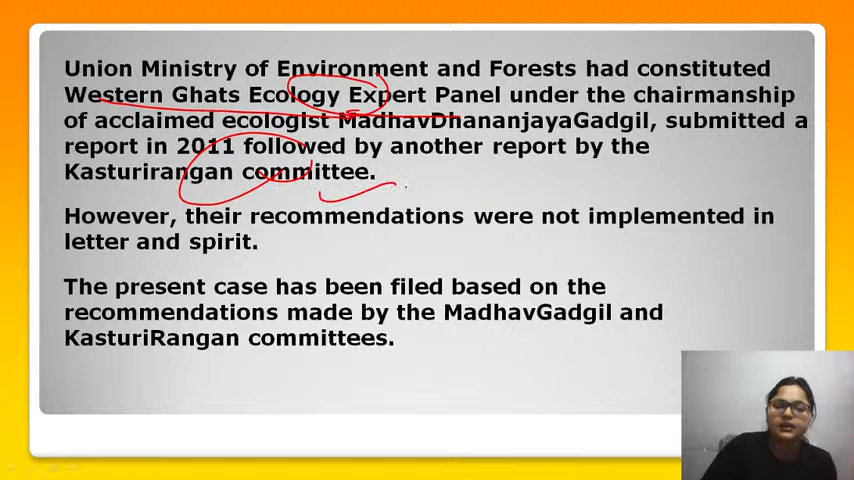 Union Ministry of Environment and Forests had constituted
Western Ghats Ecology Expert Panel under the chairmanship
of acclaimed ecologist MadhavDhananjayaGadgil, submitted a
report in 2011 followed by another report by the
Kasturirangan committee.
However, their recommendations were not implemented in
letter and spirit.
The present case has been filed based on the
recommendations made by the MadhavGadgil and
KasturiRangan committees.